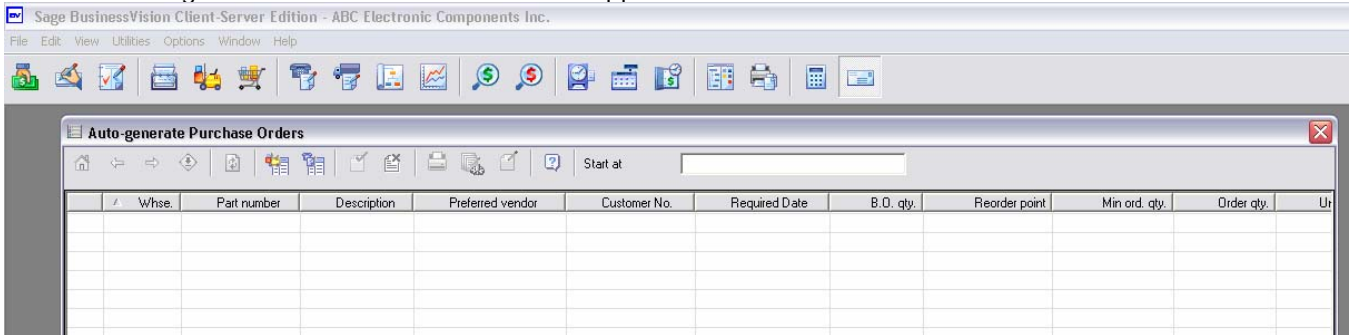 Sage BusinessVision Client-Server Edition - ABC Electronic Components Inc.
File Edit View Utilities Options Window Help
Auto-generate Purchase Orders
Start at
Whse. Part number Description Preferred vendor Customer No. Required Date B.O. qty. Reorder point Min ord. qty. Order qty. Ur